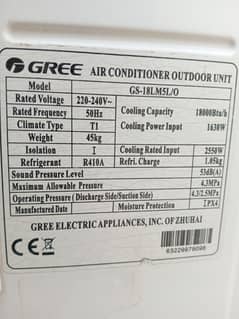 GREE AIR CONDITIONER OUTDOOR UNIT
GS-18LM5L/O
Rated Voltage 220-240V~ Cooling Capacity 18000Btu/h
Rated Frequency 50Hz Cooling Power Input 1630W
Climate Type T1
Weight 45kg
Isolation I Cooling Rated Input 2550W
Refrigerant R410A Refri. Charge 1.05kg
Sound Pressure Level 53dB(A)
Maximum Allowable Pressure 4.3MPa
Operating Pressure (Discharge Side/Suction Side) 4.3/2.5MPa
Manufactured Date Moisture Protection IPX4
GREE ELECTRIC APPLIANCES, INC. OF ZHUHAI
CE